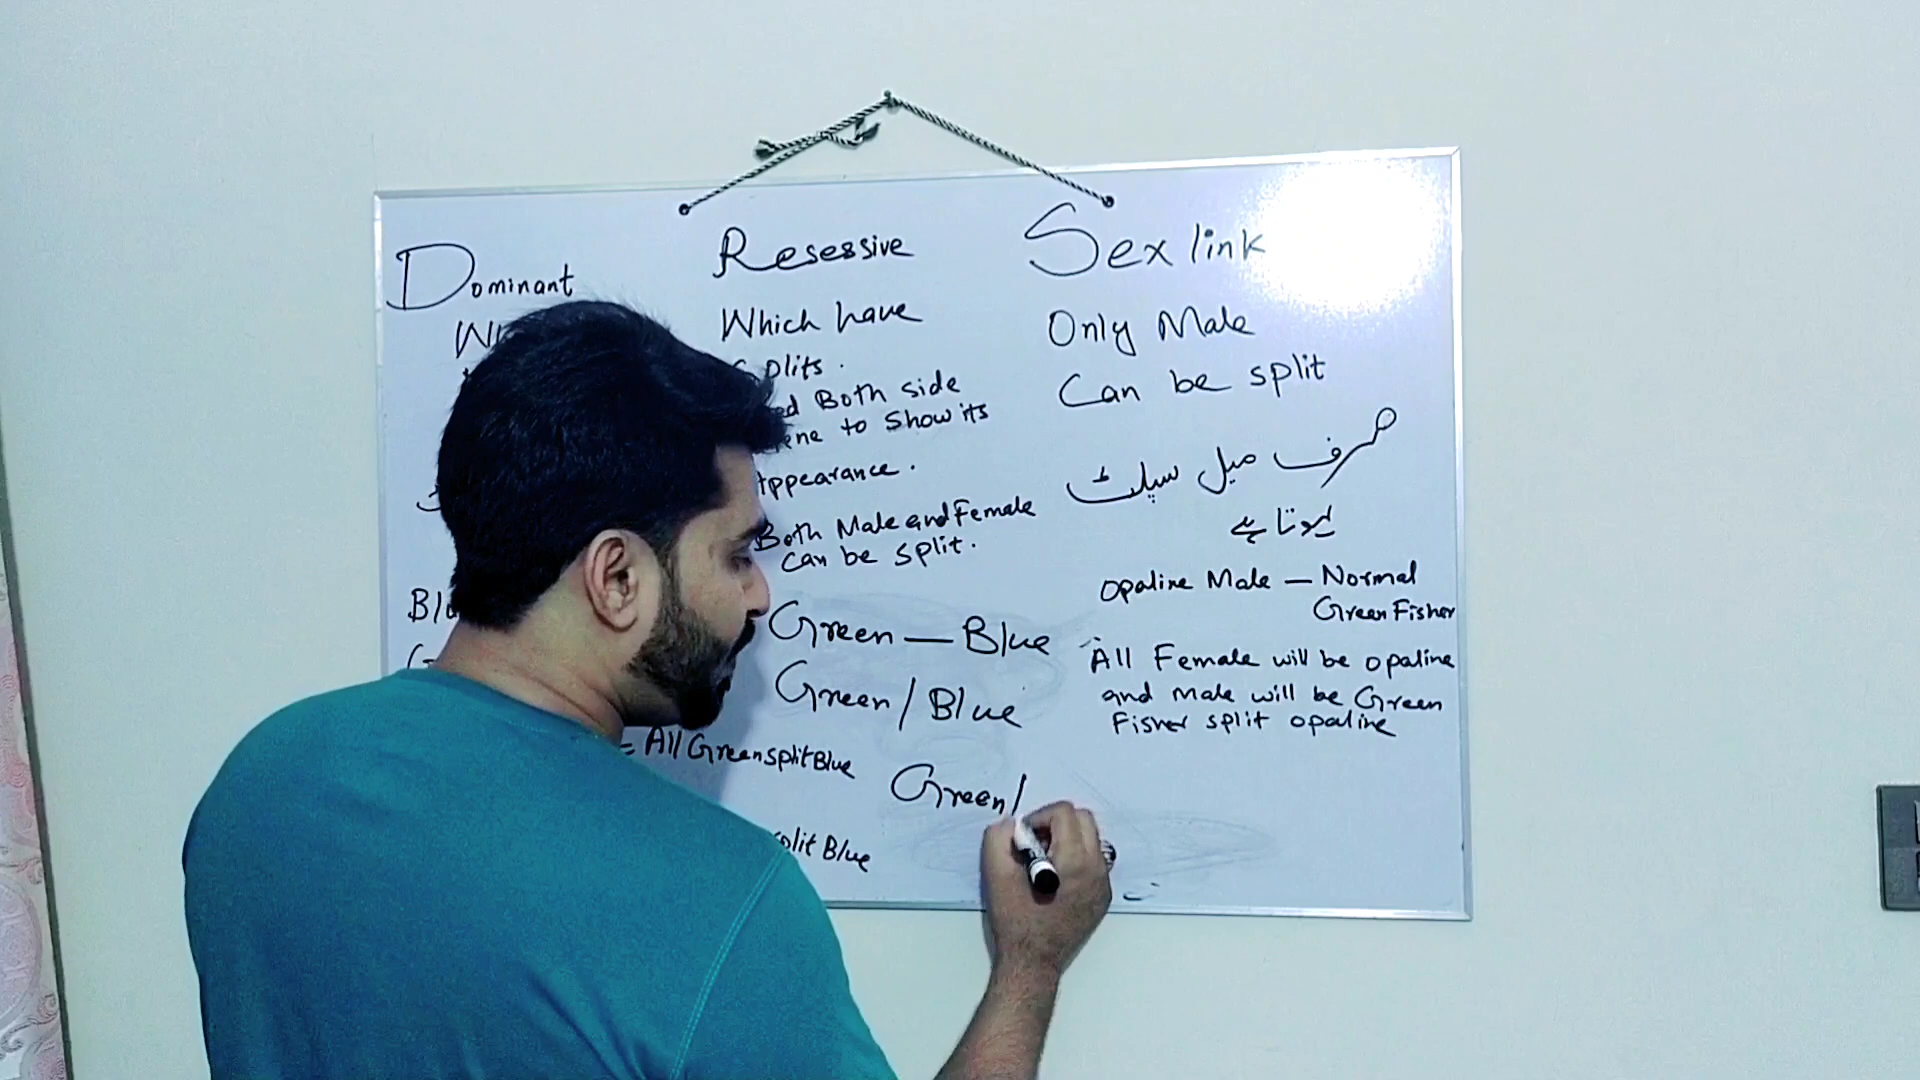 Dominant
Resessive
Which have
Splits.
Both side
to Show its
Appearance.
Both Male and Female
Can be split.
Green — Blue
Green / Blue
= All Green split Blue
Green /
split Blue
Sex link
Only Male
Can be split
صرف میل سپلٹ
ہوتا ہے
Opaline Male — Normal
Green Fisher
All Female will be opaline
and Male will be Green
Fisher split opaline